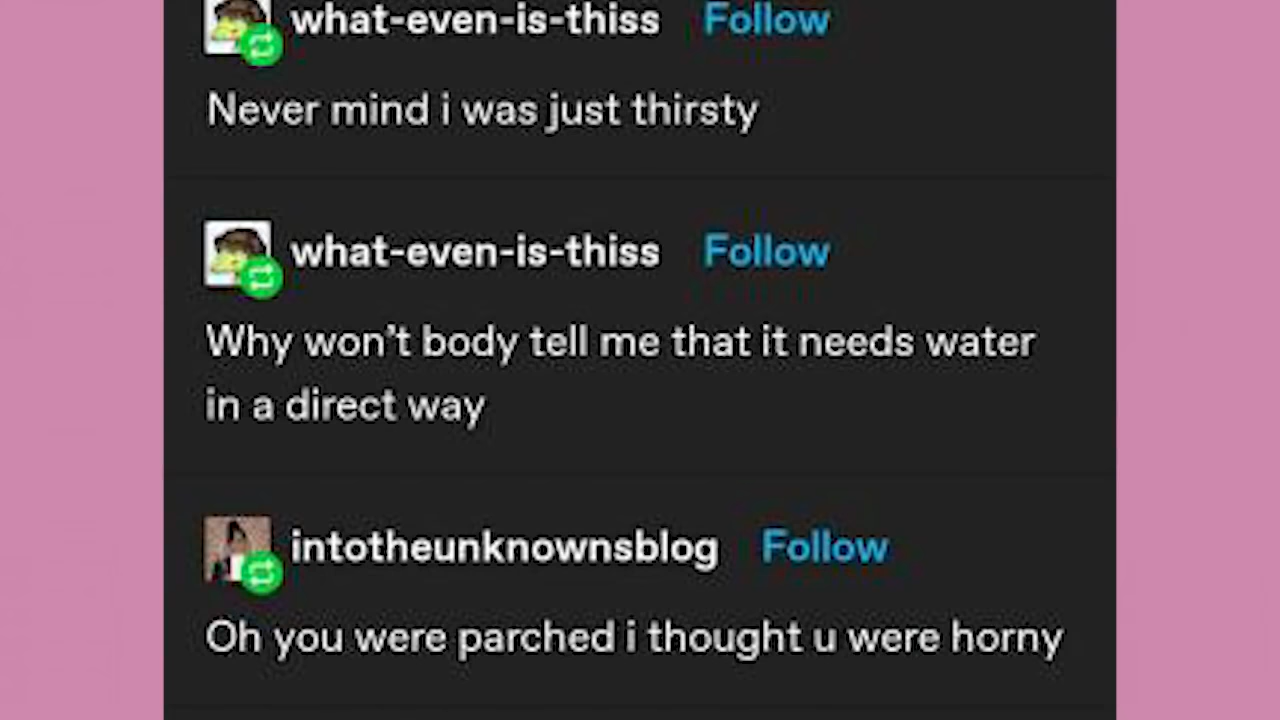 what-even-is-thiss Follow
Never mind i was just thirsty
what-even-is-thiss Follow
Why won't body tell me that it needs water
in a direct way
intotheunknownsblog Follow
Oh you were parched i thought u were horny